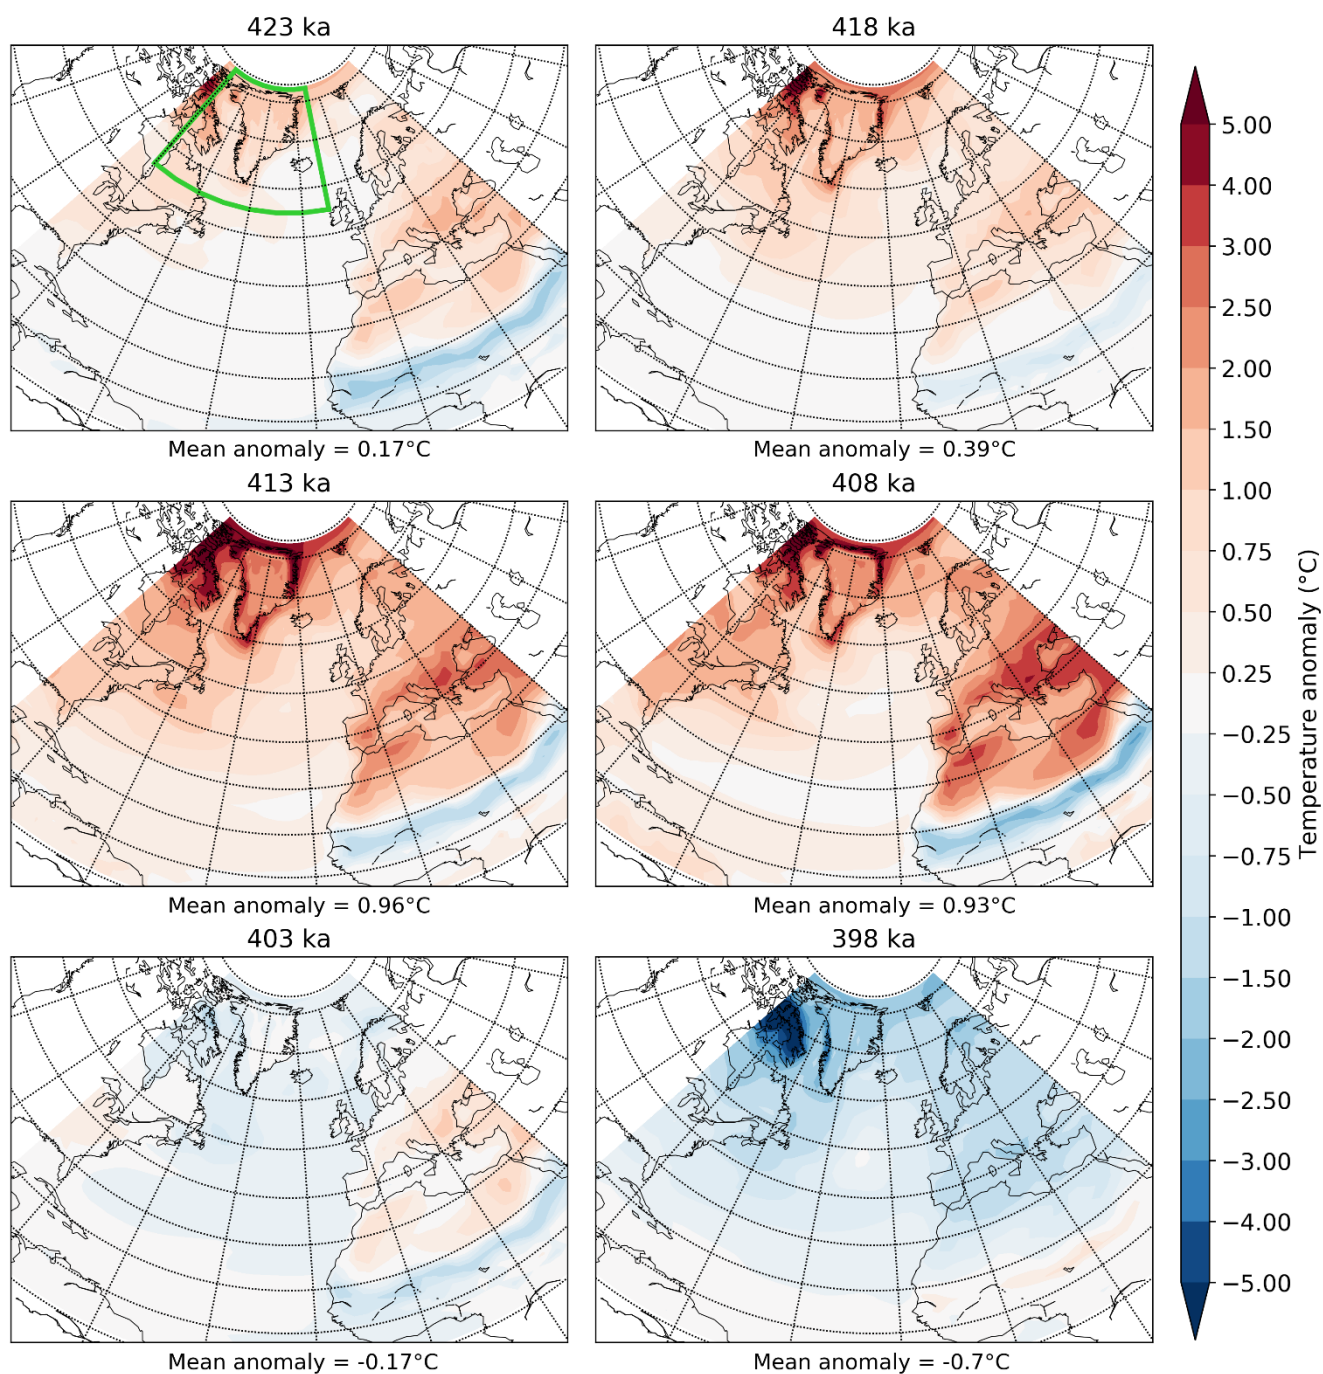 423 ka
418 ka
Mean anomaly = 0.17°C
Mean anomaly = 0.39°C
413 ka
408 ka
Mean anomaly = 0.96°C
Mean anomaly = 0.93°C
403 ka
398 ka
Mean anomaly = -0.17°C
Mean anomaly = -0.7°C
5.00
4.00
3.00
2.50
2.00
1.50
1.00
0.75
0.50
0.25
−0.25
−0.50
−0.75
−1.00
−1.50
−2.00
−2.50
−3.00
−4.00
−5.00
Temperature anomaly (°C)